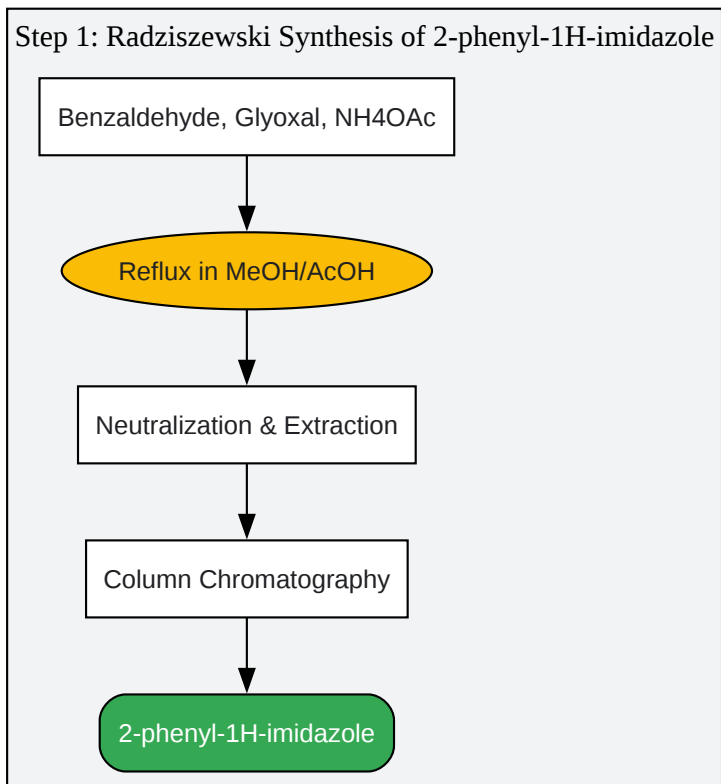 Step 1: Radziszewski Synthesis of 2-phenyl-1H-imidazole
Benzaldehyde, Glyoxal, NH4OAc
Reflux in MeOH/AcOH
Neutralization & Extraction
Column Chromatography
2-phenyl-1H-imidazole